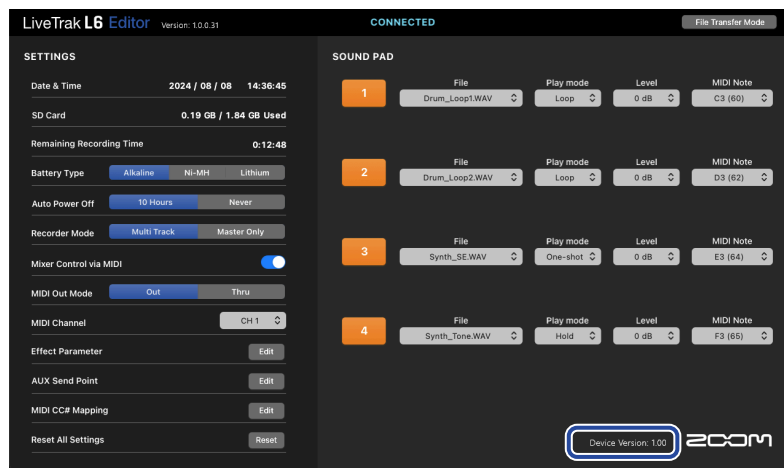 LiveTrak L6 Editor Version: 1.0.0.31
CONNECTED
File Transfer Mode
SETTINGS
Date & Time 2024 / 08 / 08 14:36:45
SD Card 0.19 GB / 1.84 GB Used
Remaining Recording Time 0:12:48
Battery Type Alkaline Ni-MH Lithium
Auto Power Off 10 Hours Never
Recorder Mode Multi Track Master Only
Mixer Control via MIDI
MIDI Out Mode Out Thru
MIDI Channel CH 1
Effect Parameter Edit
AUX Send Point Edit
MIDI CC# Mapping Edit
Reset All Settings Reset
SOUND PAD
File Play mode Level MIDI Note
1 Drum_Loop1.WAV Loop 0 dB C3 (60)
File Play mode Level MIDI Note
2 Drum_Loop2.WAV Loop 0 dB D3 (62)
File Play mode Level MIDI Note
3 Synth_SE.WAV One-shot 0 dB E3 (64)
File Play mode Level MIDI Note
4 Synth_Tone.WAV Hold 0 dB F3 (65)
Device Version: 1.00
ZOOM